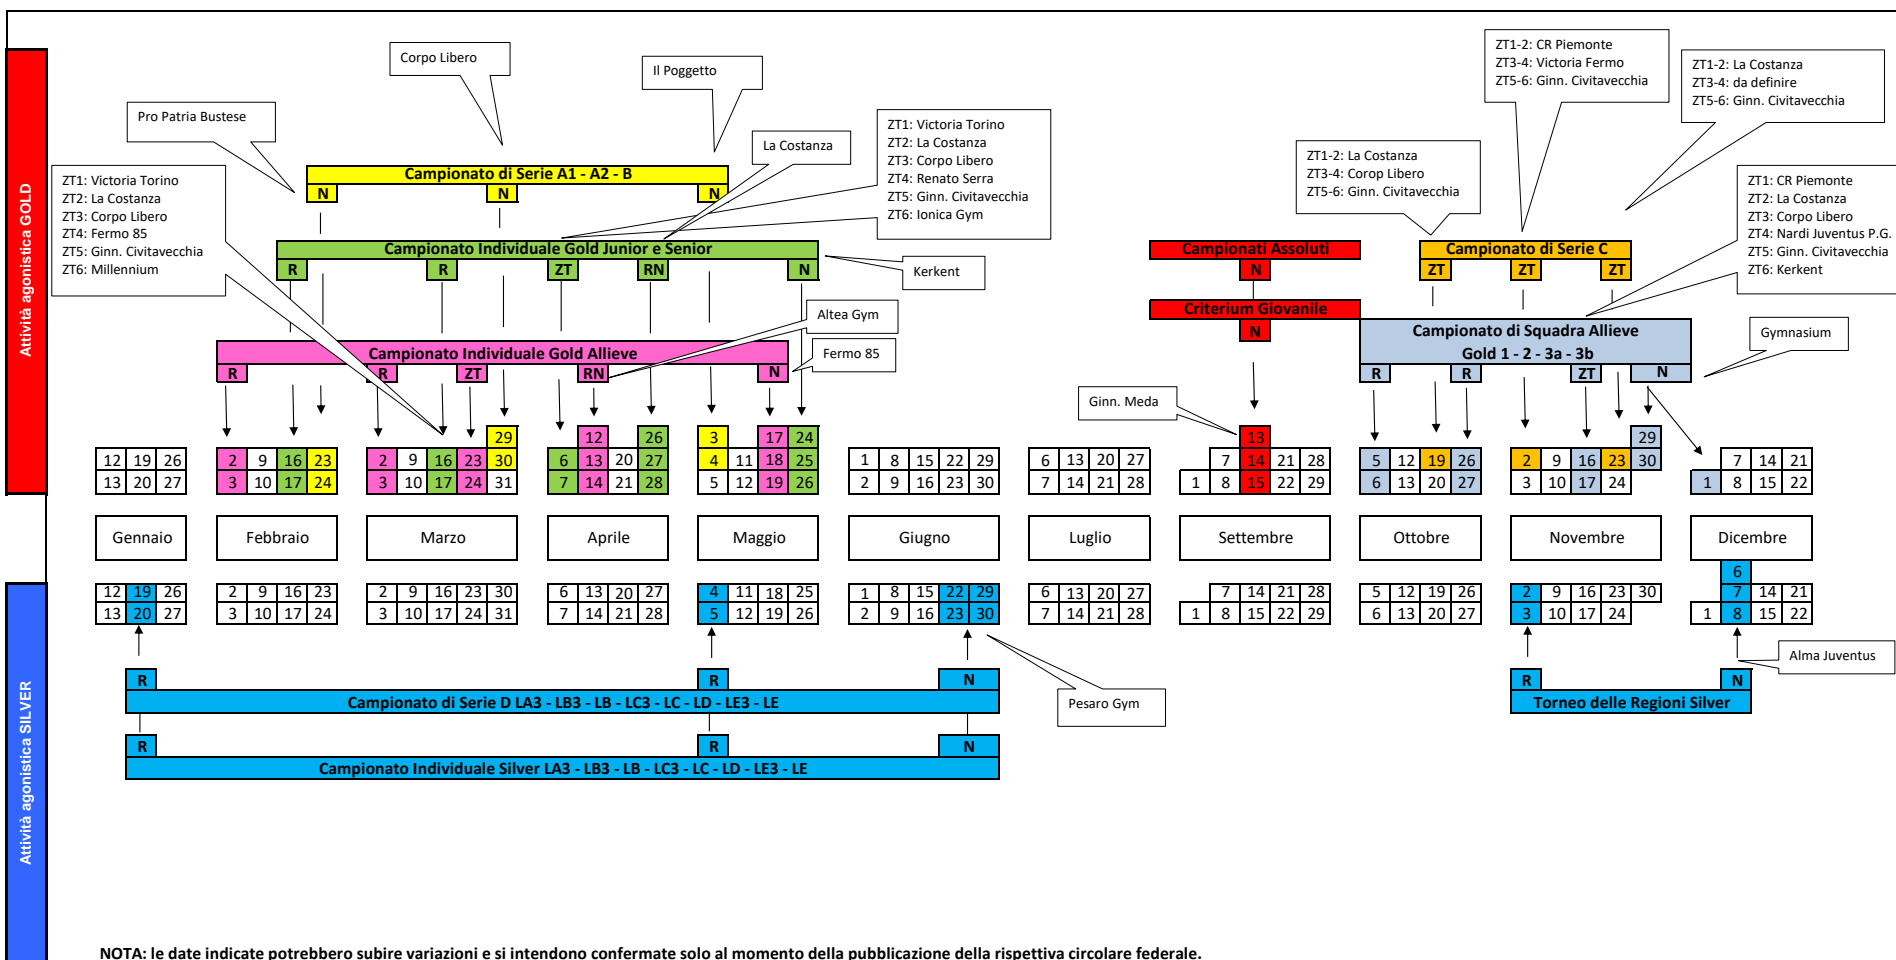 Attività agonistica GOLD
Attività agonistica SILVER
Pro Patria Bustese
Corpo Libero
Il Poggetto
ZT1: Victoria Torino
ZT2: La Costanza
ZT3: Corpo Libero
ZT4: Fermo 85
ZT5: Ginn. Civitavecchia
ZT6: Millennium
La Costanza
ZT1: Victoria Torino
ZT2: La Costanza
ZT3: Corpo Libero
ZT4: Renato Serra
ZT5: Ginn. Civitavecchia
ZT6: Ionica Gym
ZT1-2: La Costanza
ZT3-4: Corop Libero
ZT5-6: Ginn. Civitavecchia
ZT1-2: CR Piemonte
ZT3-4: Victoria Fermo
ZT5-6: Ginn. Civitavecchia
ZT1-2: La Costanza
ZT3-4: da definire
ZT5-6: Ginn. Civitavecchia
ZT1: CR Piemonte
ZT2: La Costanza
ZT3: Corpo Libero
ZT4: Nardi Juventus P.G.
ZT5: Ginn. Civitavecchia
ZT6: Kerkent
Campionato di Serie A1 - A2 - B
N N N
Campionato Individuale Gold Junior e Senior
R R ZT RN N
Kerkent
Campionati Assoluti
N
Campionato di Serie C
ZT ZT ZT
Criterium Giovanile
N
Altea Gym
Fermo 85
Campionato Individuale Gold Allieve
R R ZT RN N
Campionato di Squadra Allieve
Gold 1 - 2 - 3a - 3b
R R ZT N
Gymnasium
Ginn. Meda
29 12 26 3 17 24 13 29
12 19 26 2 9 16 23 2 9 16 23 30 6 13 20 27 4 11 18 25 1 8 15 22 29 6 13 20 27 7 14 21 28 5 12 19 26 2 9 16 23 30 7 14 21
13 20 27 3 10 17 24 3 10 17 24 31 7 14 21 28 5 12 19 26 2 9 16 23 30 7 14 21 28 1 8 15 22 29 6 13 20 27 3 10 17 24 1 8 15 22
Gennaio Febbraio Marzo Aprile Maggio Giugno Luglio Settembre Ottobre Novembre Dicembre
6
12 19 26 2 9 16 23 2 9 16 23 30 6 13 20 27 4 11 18 25 1 8 15 22 29 6 13 20 27 7 14 21 28 5 12 19 26 2 9 16 23 30 7 14 21
13 20 27 3 10 17 24 3 10 17 24 31 7 14 21 28 5 12 19 26 2 9 16 23 30 7 14 21 28 1 8 15 22 29 6 13 20 27 3 10 17 24 1 8 15 22
R R N
Campionato di Serie D LA3 - LB3 - LB - LC3 - LC - LD - LE3 - LE
Pesaro Gym
R N
Torneo delle Regioni Silver
Alma Juventus
R R N
Campionato Individuale Silver LA3 - LB3 - LB - LC3 - LC - LD - LE3 - LE
NOTA: le date indicate potrebbero subire variazioni e si intendono confermate solo al momento della pubblicazione della rispettiva circolare federale.